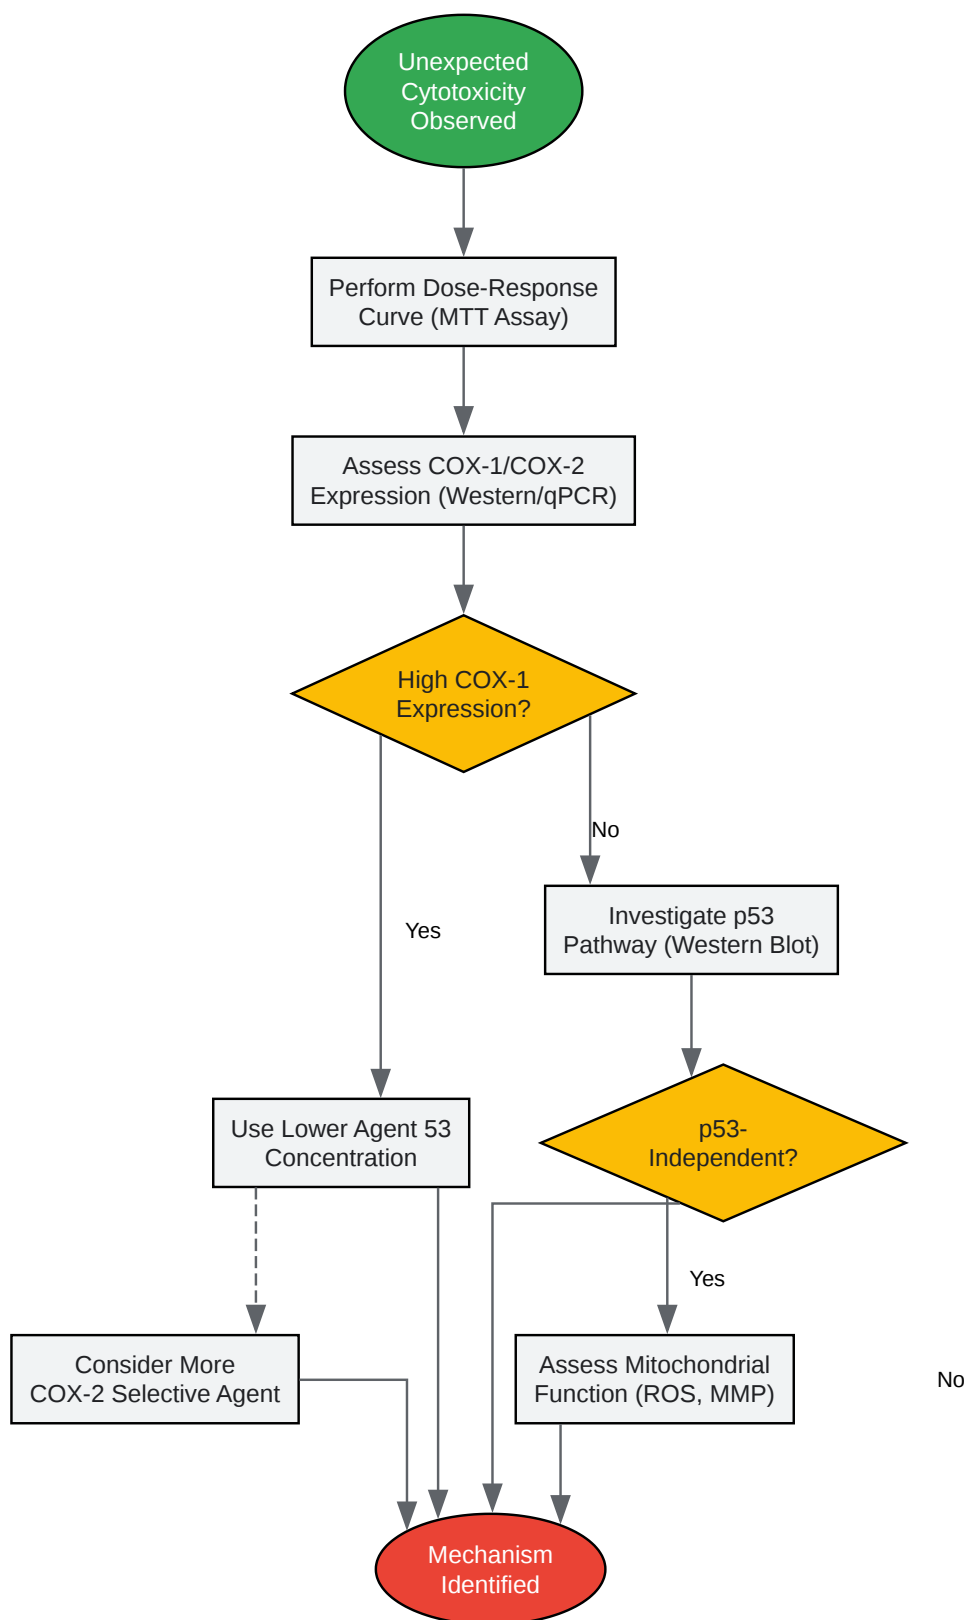 Unexpected
Cytotoxicity
Observed
Perform Dose-Response
Curve (MTT Assay)
Assess COX-1/COX-2
Expression (Western/qPCR)
High COX-1
Expression?
No
Yes
Investigate p53
Pathway (Western Blot)
Use Lower Agent 53
Concentration
p53-
Independent?
Yes
Consider More
COX-2 Selective Agent
Assess Mitochondrial
Function (ROS, MMP)
No
Mechanism
Identified